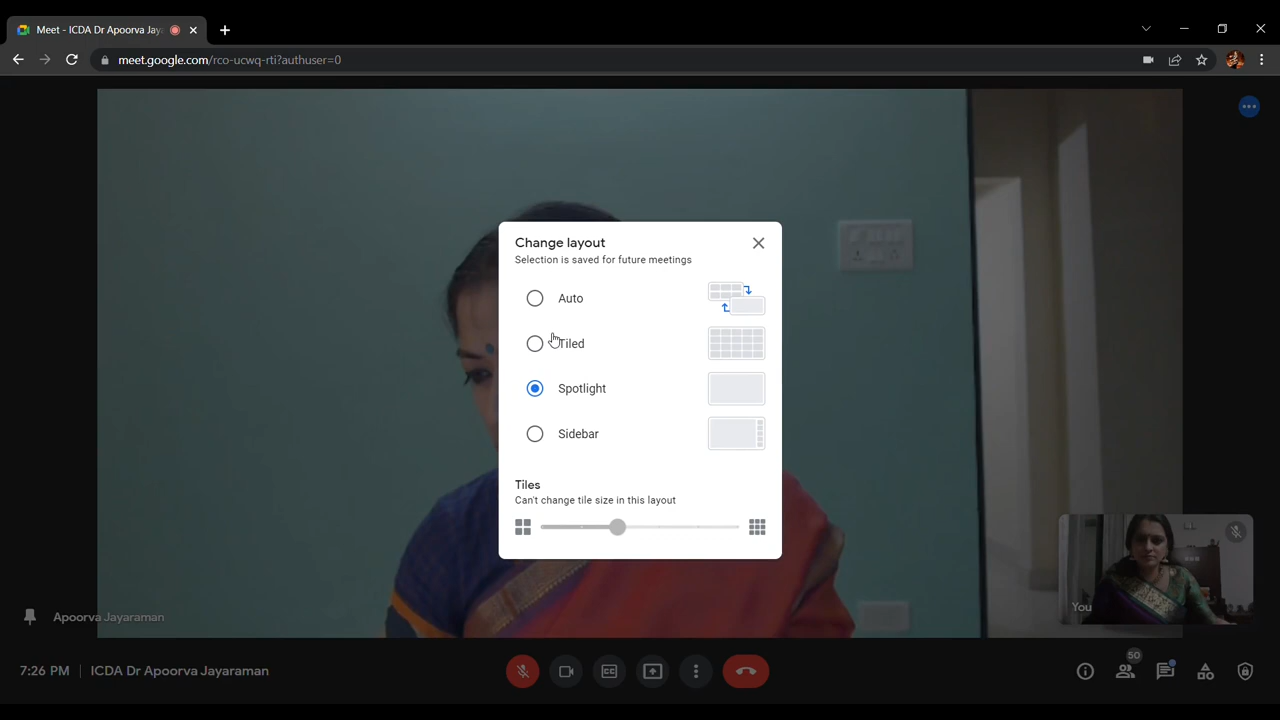 Meet - ICDA Dr Apoorva Jay
meet.google.com/rco-ucwq-rti?authuser=0
Change layout
Selection is saved for future meetings
Auto
Tiled
Spotlight
Sidebar
Tiles
Can't change tile size in this layout
You
Apoorva Jayaraman
7:26 PM | ICDA Dr Apoorva Jayaraman
CC
50